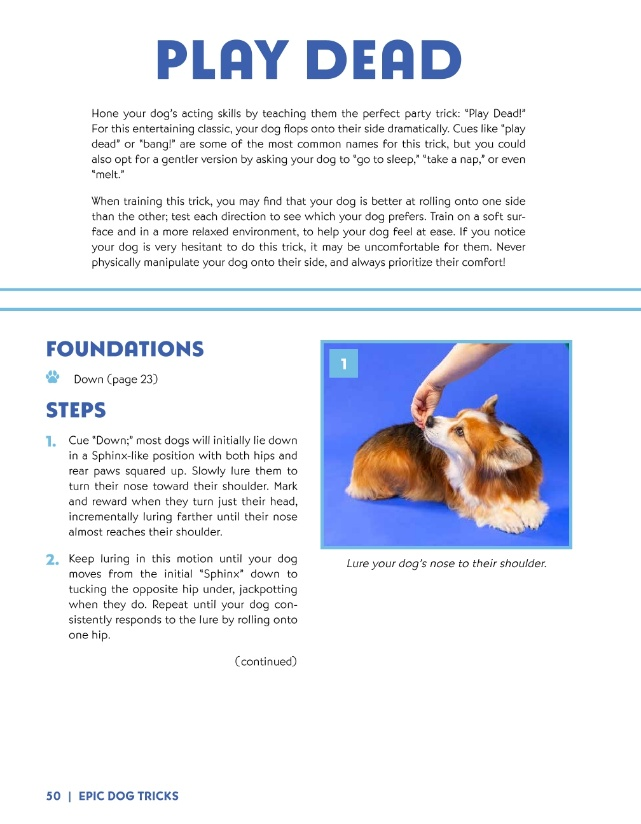 PLAY DEAD
Hone your dog's acting skills by teaching them the perfect party trick: "Play Dead!"
For this entertaining classic, your dog flops onto their side dramatically. Cues like "play
dead" or "bang!" are some of the most common names for this trick, but you could
also opt for a gentler version by asking your dog to "go to sleep," "take a nap," or even
"melt."
When training this trick, you may find that your dog is better at rolling onto one side
than the other; test each direction to see which your dog prefers. Train on a soft sur-
face and in a more relaxed environment, to help your dog feel at ease. If you notice
your dog is very hesitant to do this trick, it may be uncomfortable for them. Never
physically manipulate your dog onto their side, and always prioritize their comfort!
FOUNDATIONS
Down (page 23)
STEPS
1. Cue "Down;" most dogs will initially lie down
in a Sphinx-like position with both hips and
rear paws squared up. Slowly lure them to
turn their nose toward their shoulder. Mark
and reward when they turn just their head,
incrementally luring farther until their nose
almost reaches their shoulder.
2. Keep luring in this motion until your dog
moves from the initial "Sphinx" down to
tucking the opposite hip under, jackpotting
when they do. Repeat until your dog con-
sistently responds to the lure by rolling onto
one hip.
(continued)
1
Lure your dog's nose to their shoulder.
50 | EPIC DOG TRICKS